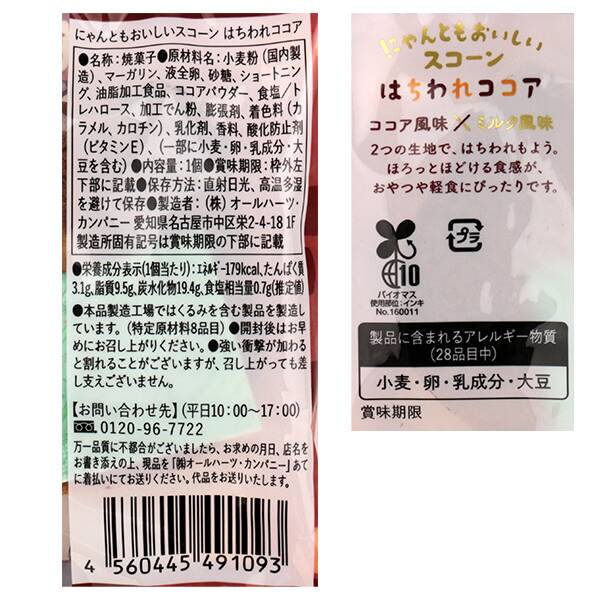 にゃんともおいしいスコーン はちわれココア
●名称:焼菓子●原材料名:小麦粉(国内製
造)、マーガリン、液全卵、砂糖、ショートニン
グ、油脂加工食品、ココアパウダー、食塩/ト
レハロース、加工でん粉、膨張剤、着色料(カ
ラメル、カロチン)、乳化剤、香料、酸化防止剤
(ビタミンE)、(一部に小麦・卵・乳成分・大
豆を含む)●内容量:1個●賞味期限:枠外左
下部に記載●保存方法:直射日光、高温多湿
を避けて保存●製造者:(株)オールハーツ・
カンパニー 愛知県名古屋市中区栄2-4-18 1F
製造所固有記号は賞味期限の下部に記載
●栄養成分表示(1個当たり):エネルギー179kcal,たんぱく質
3.1g,脂質9.5g,炭水化物19.4g,食塩相当量0.7g(推定値)
●本品製造工場ではくるみを含む製品を製造し
ています。(特定原材料8品目)●開封後はお早
めにお召し上がりください。●強い衝撃が加わる
と割れることがございますが、召し上がっても差
し支えございません。
【お問い合わせ先】(平日10:00~17:00)
0120-96-7722
万一品質に不都合がございましたら、お求めの月日、店名を
お書き添えの上、現品を「㈱オールハーツ・カンパニー」あて
に着払いにてお送りください。代品をお送りいたします。
4 560445 491093
にゃんともおいしい
スコーン
はちわれココア
ココア風味×ミルク風味
2つの生地で、はちわれもよう。
ほろっとほどける食感が、
おやつや軽食にぴったりです。
プラ
10
バイオマス
使用部位:インキ
No.160011
製品に含まれるアレルギー物質
(28品目中)
小麦・卵・乳成分・大豆
賞味期限